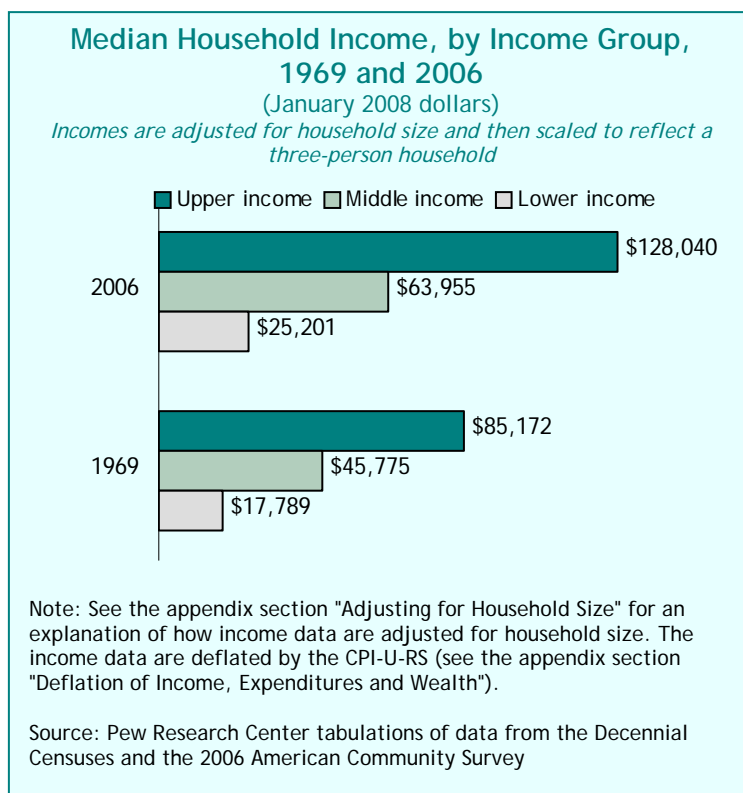 Median Household Income, by Income Group,
1969 and 2006
(January 2008 dollars)
Incomes are adjusted for household size and then scaled to reflect a
three-person household
Upper income Middle income Lower income
$128,040
2006
$63,955
$25,201
$85,172
1969
$45,775
$17,789
Note: See the appendix section "Adjusting for Household Size" for an
explanation of how income data are adjusted for household size. The
income data are deflated by the CPI-U-RS (see the appendix section
"Deflation of Income, Expenditures and Wealth").
Source: Pew Research Center tabulations of data from the Decennial
Censuses and the 2006 American Community Survey